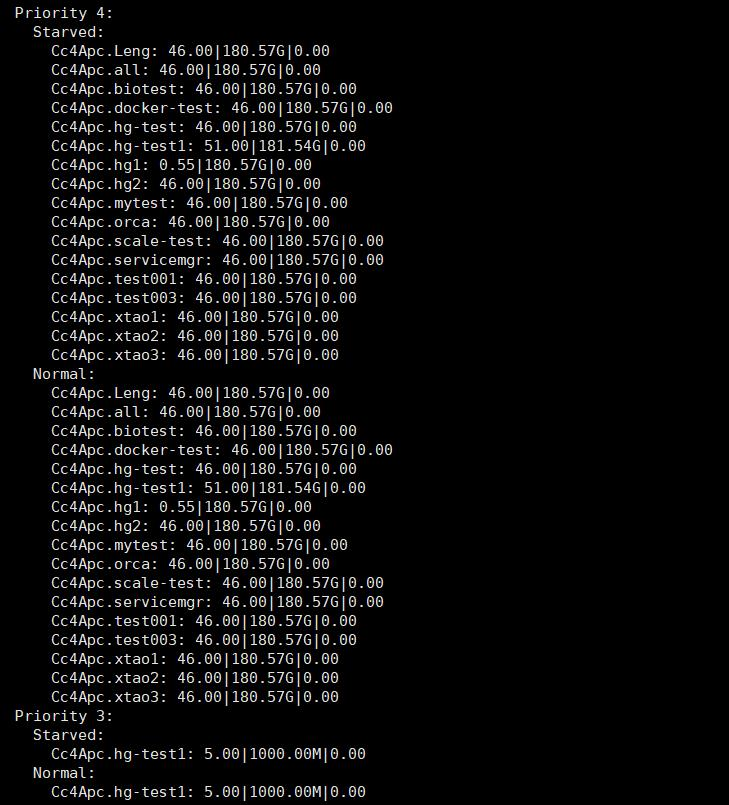 Priority 4:
Starved:
Cc4Apc.Leng: 46.00|180.57G|0.00
Cc4Apc.all: 46.00|180.57G|0.00
Cc4Apc.biotest: 46.00|180.57G|0.00
Cc4Apc.docker-test: 46.00|180.57G|0.00
Cc4Apc.hg-test: 46.00|180.57G|0.00
Cc4Apc.hg-test1: 51.00|181.54G|0.00
Cc4Apc.hg1: 0.55|180.57G|0.00
Cc4Apc.hg2: 46.00|180.57G|0.00
Cc4Apc.mytest: 46.00|180.57G|0.00
Cc4Apc.orca: 46.00|180.57G|0.00
Cc4Apc.scale-test: 46.00|180.57G|0.00
Cc4Apc.servicemgr: 46.00|180.57G|0.00
Cc4Apc.test001: 46.00|180.57G|0.00
Cc4Apc.test003: 46.00|180.57G|0.00
Cc4Apc.xtao1: 46.00|180.57G|0.00
Cc4Apc.xtao2: 46.00|180.57G|0.00
Cc4Apc.xtao3: 46.00|180.57G|0.00
Normal:
Cc4Apc.Leng: 46.00|180.57G|0.00
Cc4Apc.all: 46.00|180.57G|0.00
Cc4Apc.biotest: 46.00|180.57G|0.00
Cc4Apc.docker-test: 46.00|180.57G|0.00
Cc4Apc.hg-test: 46.00|180.57G|0.00
Cc4Apc.hg-test1: 51.00|181.54G|0.00
Cc4Apc.hg1: 0.55|180.57G|0.00
Cc4Apc.hg2: 46.00|180.57G|0.00
Cc4Apc.mytest: 46.00|180.57G|0.00
Cc4Apc.orca: 46.00|180.57G|0.00
Cc4Apc.scale-test: 46.00|180.57G|0.00
Cc4Apc.servicemgr: 46.00|180.57G|0.00
Cc4Apc.test001: 46.00|180.57G|0.00
Cc4Apc.test003: 46.00|180.57G|0.00
Cc4Apc.xtao1: 46.00|180.57G|0.00
Cc4Apc.xtao2: 46.00|180.57G|0.00
Cc4Apc.xtao3: 46.00|180.57G|0.00
Priority 3:
Starved:
Cc4Apc.hg-test1: 5.00|1000.00M|0.00
Normal:
Cc4Apc.hg-test1: 5.00|1000.00M|0.00